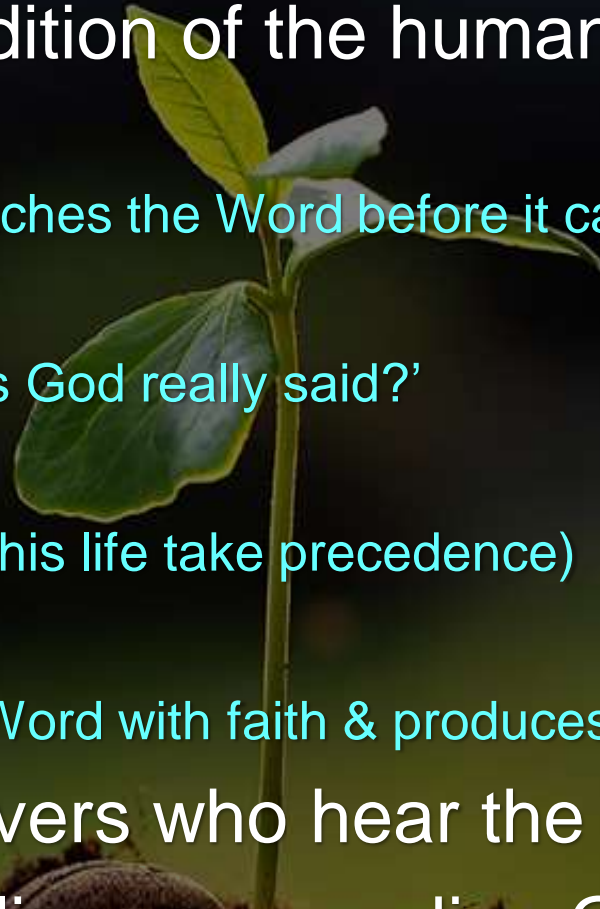 dition of the human
ches the Word before it ca
s God really said?’
his life take precedence)
Word with faith & produces
vers who hear the